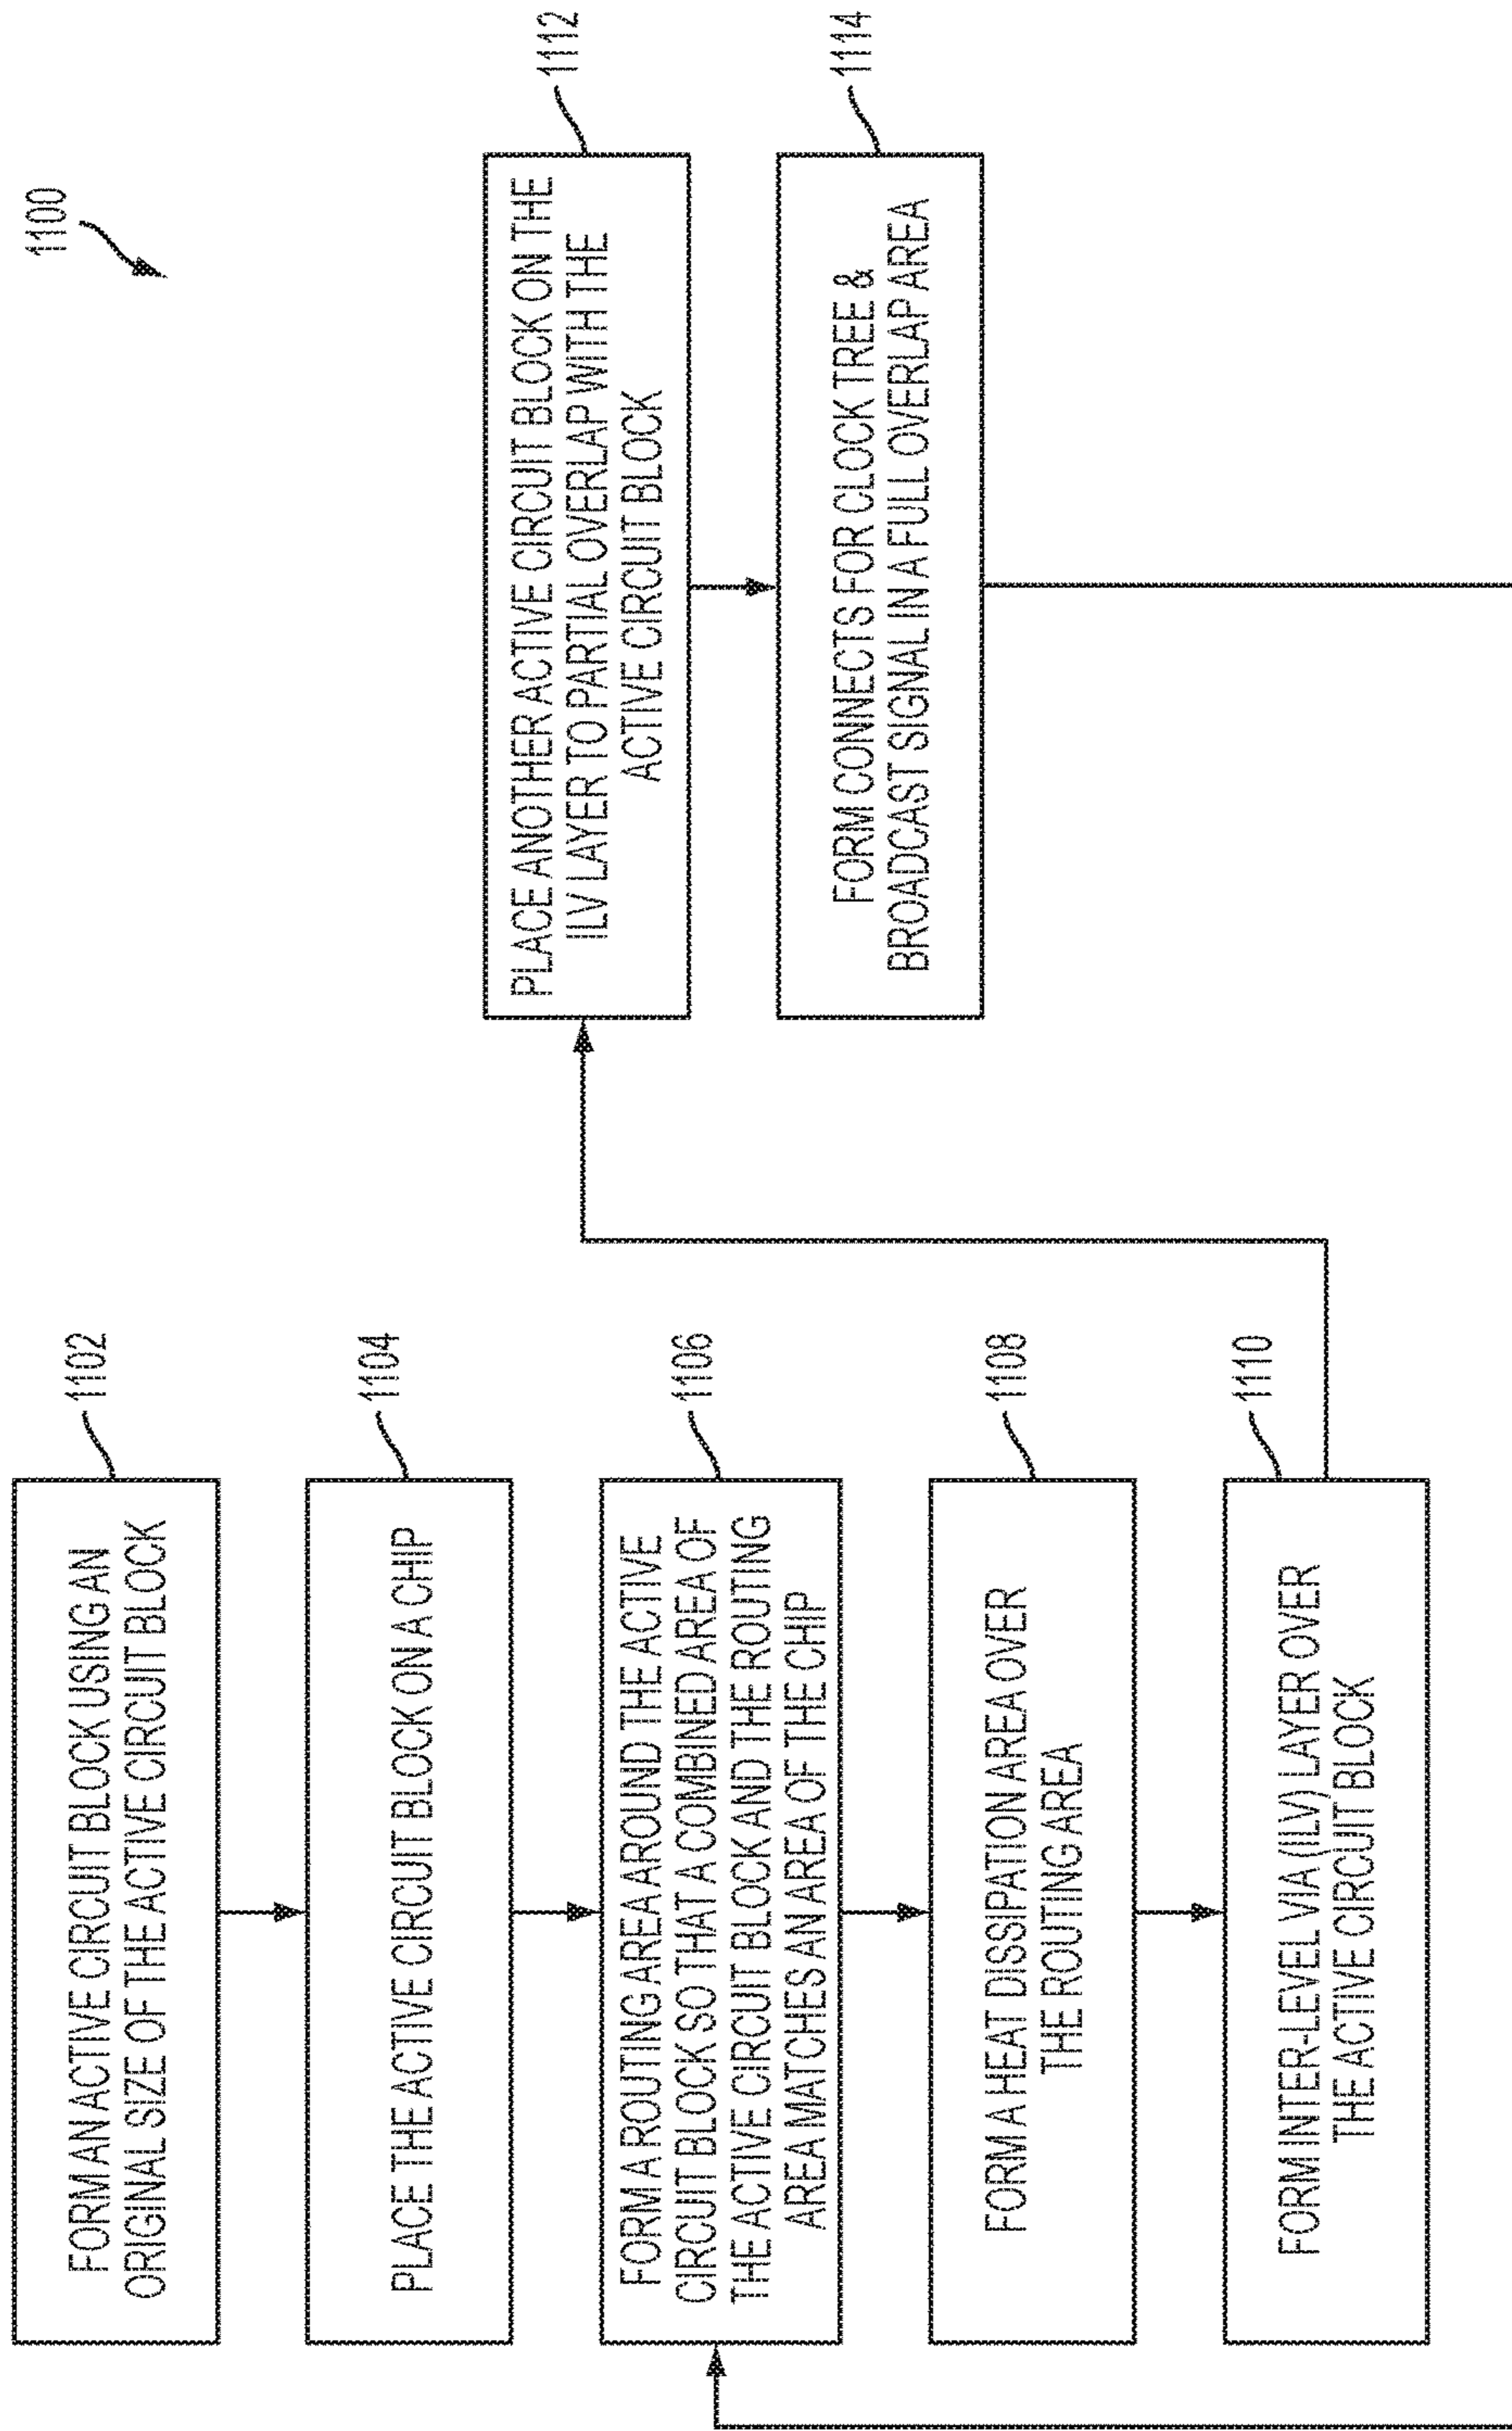 1100
FORM AN ACTIVE CIRCUIT BLOCK USING AN
ORIGINAL SIZE OF THE ACTIVE CIRCUIT BLOCK
1102
PLACE THE ACTIVE CIRCUIT BLOCK ON A CHIP
1104
FORM A ROUTING AREA AROUND THE ACTIVE
CIRCUIT BLOCK SO THAT A COMBINED AREA OF
THE ACTIVE CIRCUIT BLOCK AND THE ROUTING
AREA MATCHES AN AREA OF THE CHIP
1106
FORM A HEAT DISSIPATION AREA OVER
THE ROUTING AREA
1108
FORM INTER-LEVEL VIA (ILV) LAYER OVER
THE ACTIVE CIRCUIT BLOCK
1110
PLACE ANOTHER ACTIVE CIRCUIT BLOCK ON THE
ILV LAYER TO PARTIAL OVERLAP WITH THE
ACTIVE CIRCUIT BLOCK
1112
FORM CONNECTS FOR CLOCK TREE &
BROADCAST SIGNAL IN A FULL OVERLAP AREA
1114